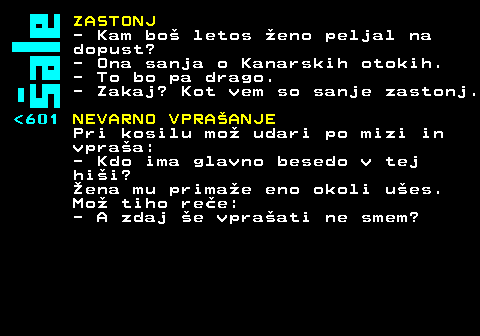 šale
ZASTONJ
- Kam boš letos ženo peljal na
dopust?
- Ona sanja o Kanarskih otokih.
- To bo pa drago.
- Zakaj? Kot vem so sanje zastonj.
<601 NEVARNO VPRAŠANJE
Pri kosilu mož udari po mizi in
vpraša:
- Kdo ima glavno besedo v tej
hiši?
Žena mu primaže eno okoli ušes.
Mož tiho reče:
- A zdaj še vprašati ne smem?